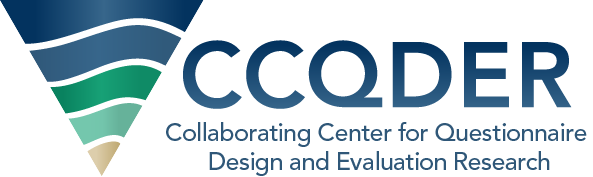 CCQDER
Collaborating Center for Questionnaire
Design and Evaluation Research